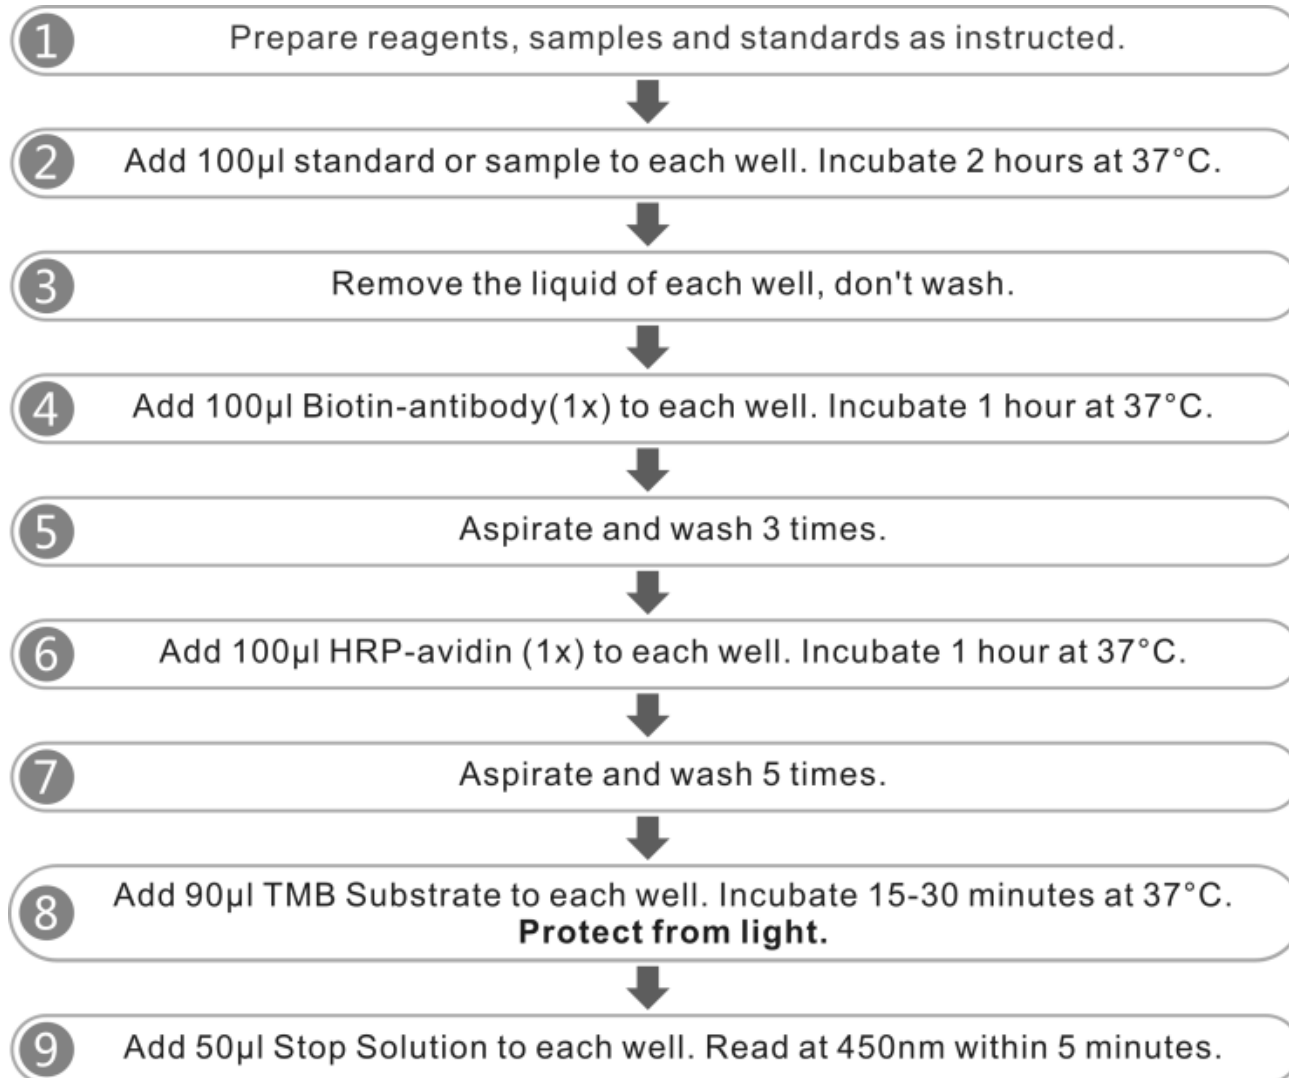 1 Prepare reagents, samples and standards as instructed.
2 Add 100μl standard or sample to each well. Incubate 2 hours at 37°C.
3 Remove the liquid of each well, don't wash.
4 Add 100μl Biotin-antibody(1x) to each well. Incubate 1 hour at 37°C.
5 Aspirate and wash 3 times.
6 Add 100μl HRP-avidin (1x) to each well. Incubate 1 hour at 37°C.
7 Aspirate and wash 5 times.
8 Add 90μl TMB Substrate to each well. Incubate 15-30 minutes at 37°C.
Protect from light.
9 Add 50μl Stop Solution to each well. Read at 450nm within 5 minutes.